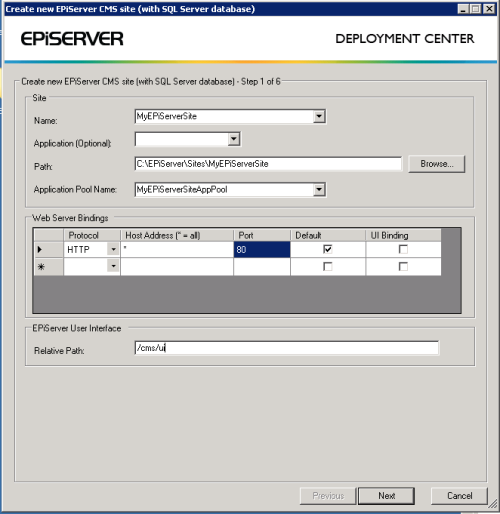 Create new EPiServer CMS site (with SQL Server database)
EPiSERVER
DEPLOYMENT CENTER
Create new EPiServer CMS site (with SQL Server database) - Step 1 of 6
Site
Name: MyEPiServerSite
Application (Optional):
Path: C:\EPiServer\Sites\MyEPiServerSite Browse...
Application Pool Name: MyEPiServerSiteAppPool
Web Server Bindings
Protocol Host Address (* = all) Port Default UI Binding
HTTP * 80
EPiServer User Interface
Relative Path: /cms/ui
Previous Next Cancel